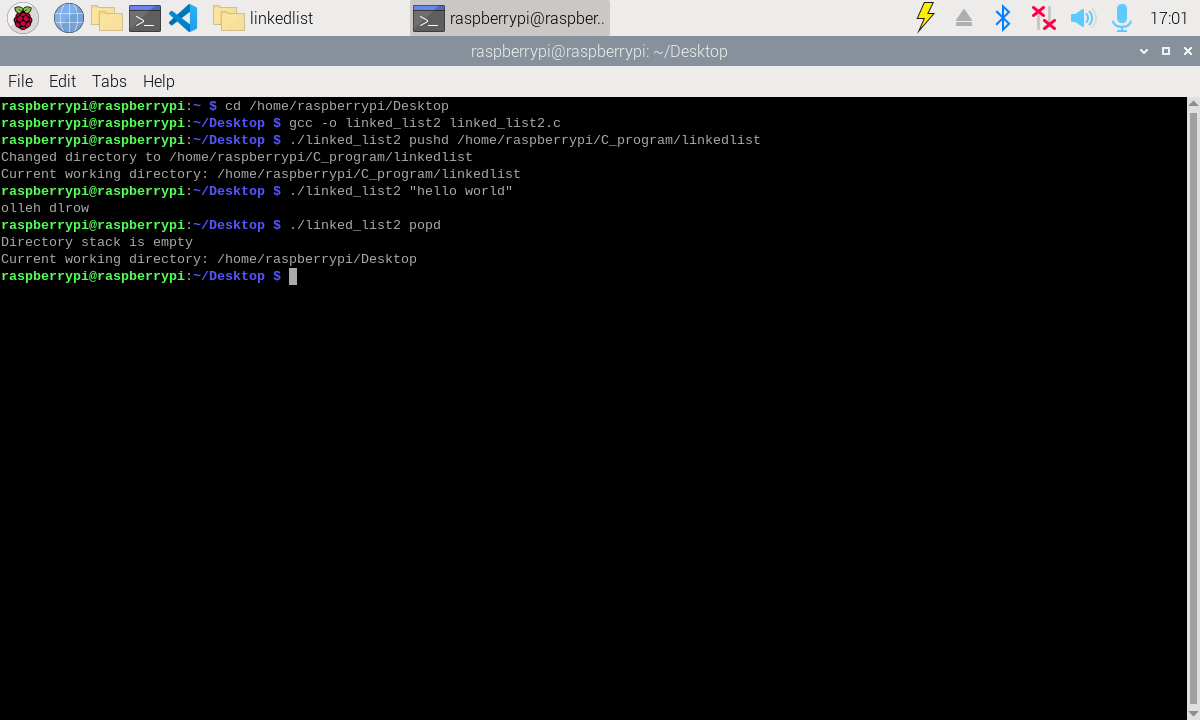 linkedlist
raspberrypi@raspber..
17:01
raspberrypi@raspberrypi: ~/Desktop
File Edit Tabs Help
raspberrypi@raspberrypi:~ $ cd /home/raspberrypi/Desktop
raspberrypi@raspberrypi:~/Desktop $ gcc -o linked_list2 linked_list2.c
raspberrypi@raspberrypi:~/Desktop $ ./linked_list2 pushd /home/raspberrypi/C_program/linkedlist
Changed directory to /home/raspberrypi/C_program/linkedlist
Current working directory: /home/raspberrypi/C_program/linkedlist
raspberrypi@raspberrypi:~/Desktop $ ./linked_list2 "hello world"
olleh dlrow
raspberrypi@raspberrypi:~/Desktop $ ./linked_list2 popd
Directory stack is empty
Current working directory: /home/raspberrypi/Desktop
raspberrypi@raspberrypi:~/Desktop $